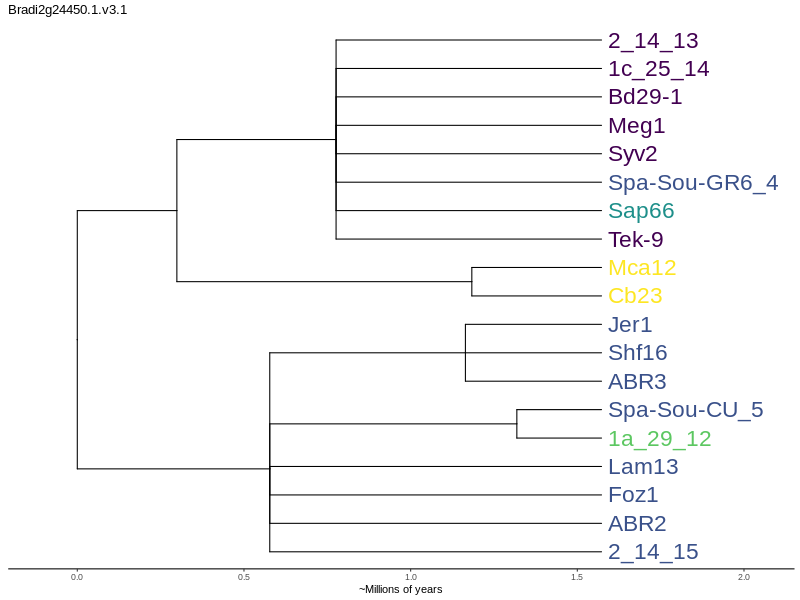 Bradi2g24450.1.v3.1
2_14_13
1c_25_14
Bd29-1
Meg1
Syv2
Spa-Sou-GR6_4
Sap66
Tek-9
Mca12
Cb23
Jer1
Shf16
ABR3
Spa-Sou-CU_5
1a_29_12
Lam13
Foz1
ABR2
2_14_15
0.0 0.5 1.0 1.5 2.0
~Millions of years